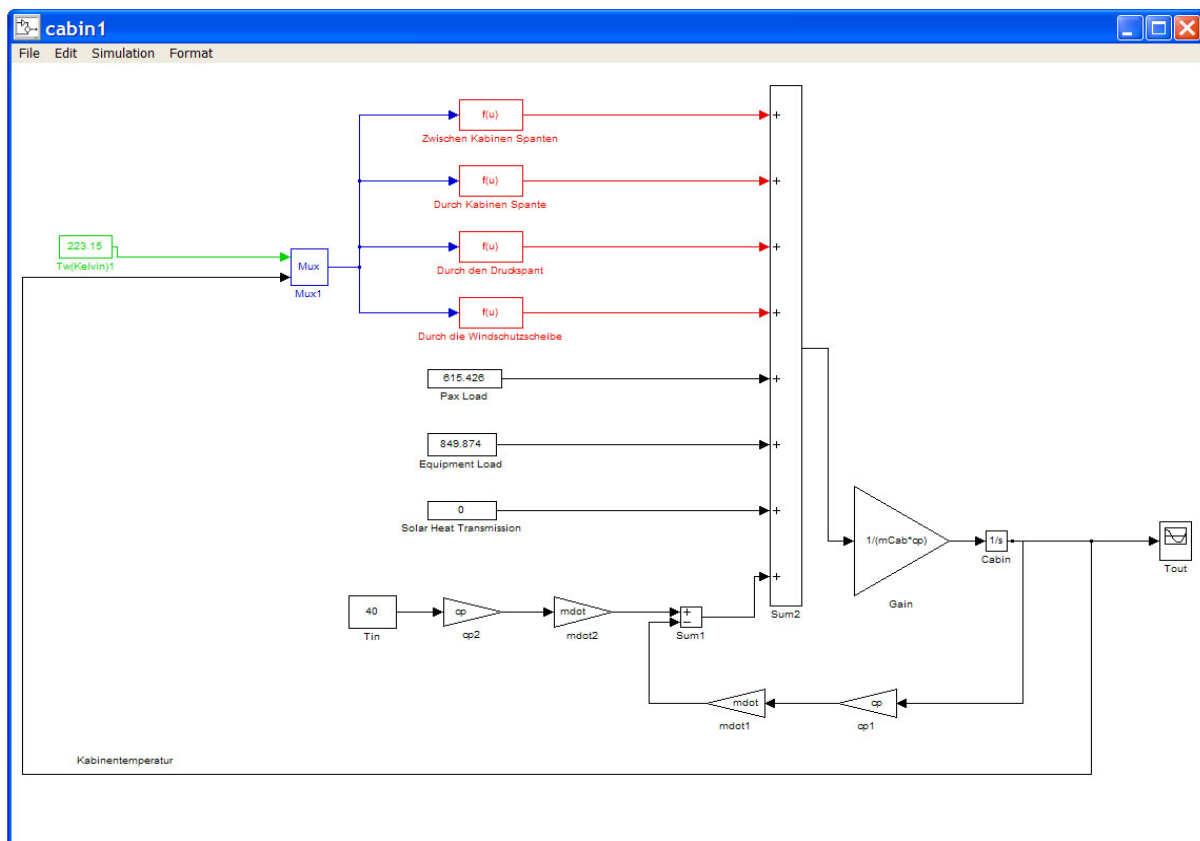 cabin1
File Edit Simulation Format
f(u)
Zwischen Kabinen Spanten
+
f(u)
Durch Kabinen Spante
+
223.15
Tw(Kelvin)1
Mux
Mux1
f(u)
Durch den Druckspant
+
f(u)
Durch die Windschutzscheibe
+
615.426
Pax Load
+
849.874
Equipment Load
+
0
Solar Heat Transmission
+
1/(mCab*cp)
Gain
1/s
Cabin
Tout
+
Sum2
40
Tin
cp
cp2
mdot
mdot2
+
−
Sum1
mdot
mdot1
cp
cp1
Kabinentemperatur